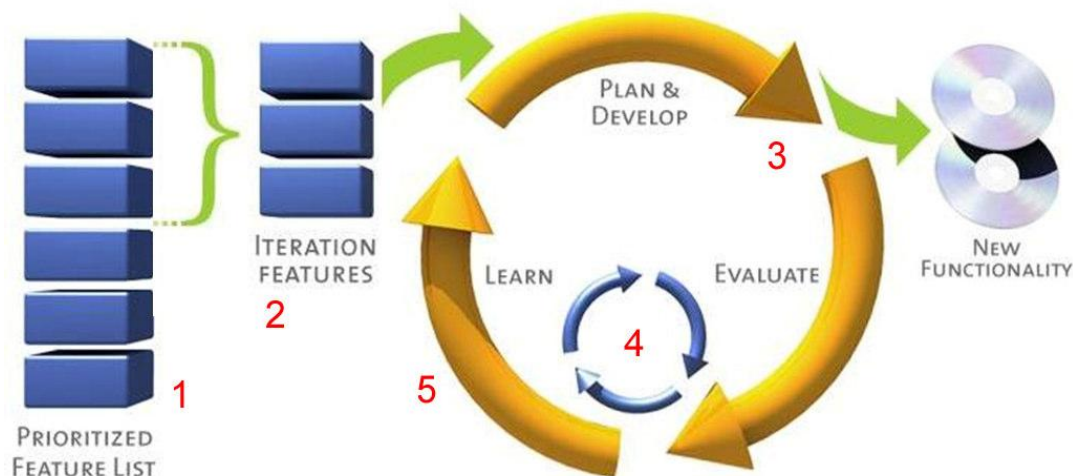 PLAN &
DEVELOP
3
ITERATION
FEATURES
LEARN
EVALUATE
NEW
FUNCTIONALITY
2
4
1
5
PRIORITIZED
FEATURE LIST